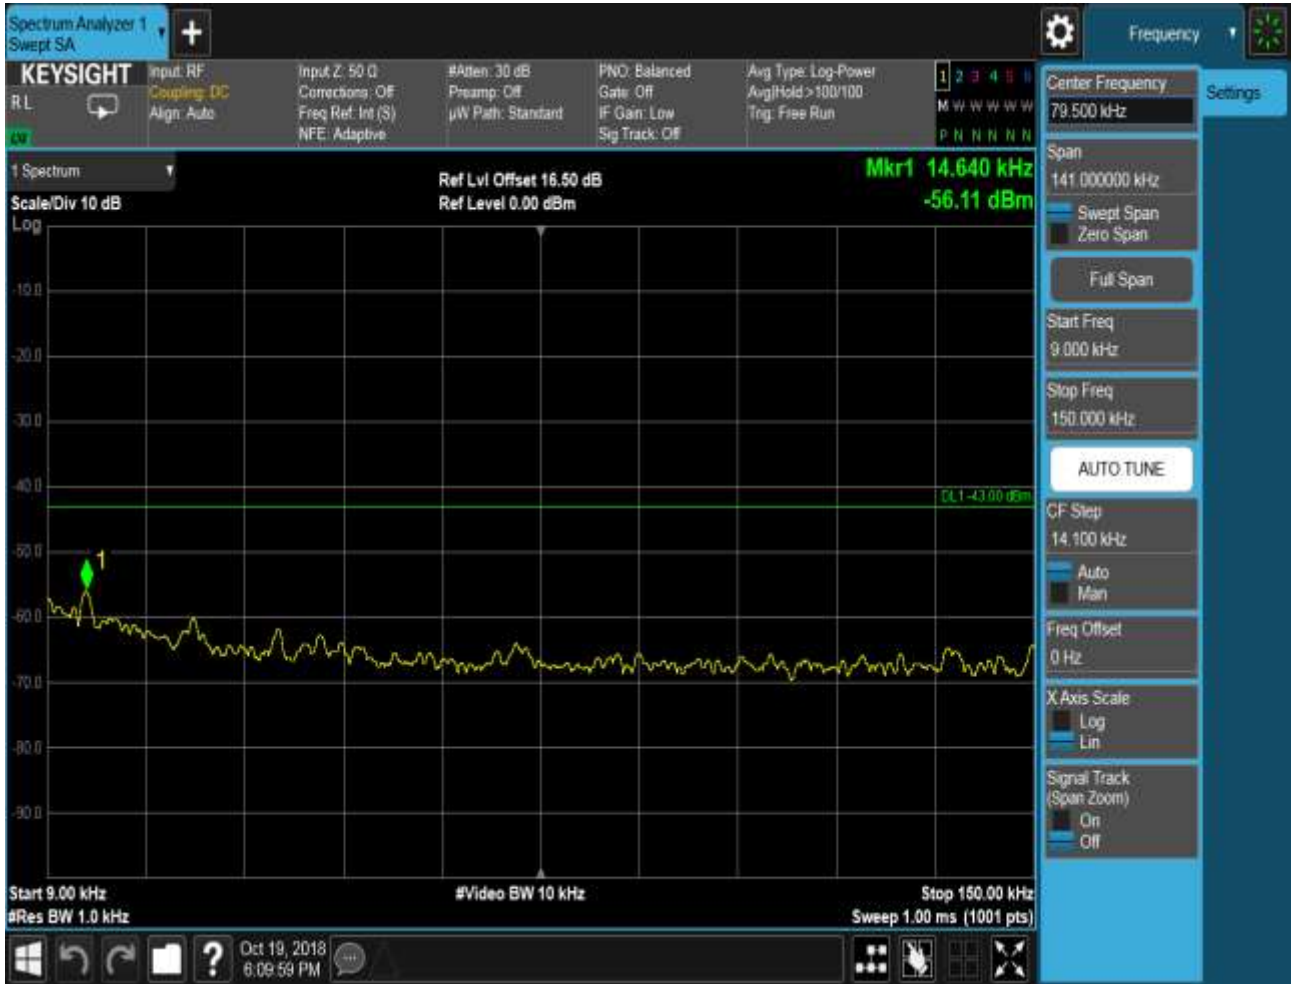 Spectrum Analyzer 1
Swept SA
Frequency
KEYSIGHT
R L
Input: RF
Coupling: DC
Align: Auto
Input Z: 50 Ω
Corrections: Off
Freq Ref: Int (S)
NFE: Adaptive
#Atten: 30 dB
Preamp: Off
µW Path: Standard
PNO: Balanced
Gate: Off
IF Gain: Low
Sig Track: Off
Avg Type: Log-Power
Avg|Hold:>100/100
Trig: Free Run
1 2 3 4 5 6
M W W W W W
P N N N N N
1 Spectrum
Scale/Div 10 dB
Log
Ref Lvl Offset 16.50 dB
Ref Level 0.00 dBm
Mkr1 14.640 kHz
-56.11 dBm
-10.0
-20.0
-30.0
-40.0
-50.0
-60.0
-70.0
-80.0
-90.0
DL1 -43.00 dBm
1
Start 9.00 kHz
#Res BW 1.0 kHz
#Video BW 10 kHz
Stop 150.00 kHz
Sweep 1.00 ms (1001 pts)
Center Frequency
79.500 kHz
Settings
Span
141.000000 kHz
Swept Span
Zero Span
Full Span
Start Freq
9.000 kHz
Stop Freq
150.000 kHz
AUTO TUNE
CF Step
14.100 kHz
Auto
Man
Freq Offset
0 Hz
X Axis Scale
Log
Lin
Signal Track
(Span Zoom)
On
Off
?
Oct 19, 2018
6:09:59 PM